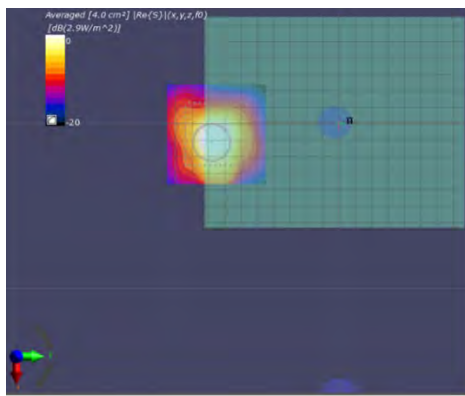 Averaged [4.0 cm²] |Re{S}|(x,y,z,f0)
[dB(2.9W/m^2)]
0
-20
n